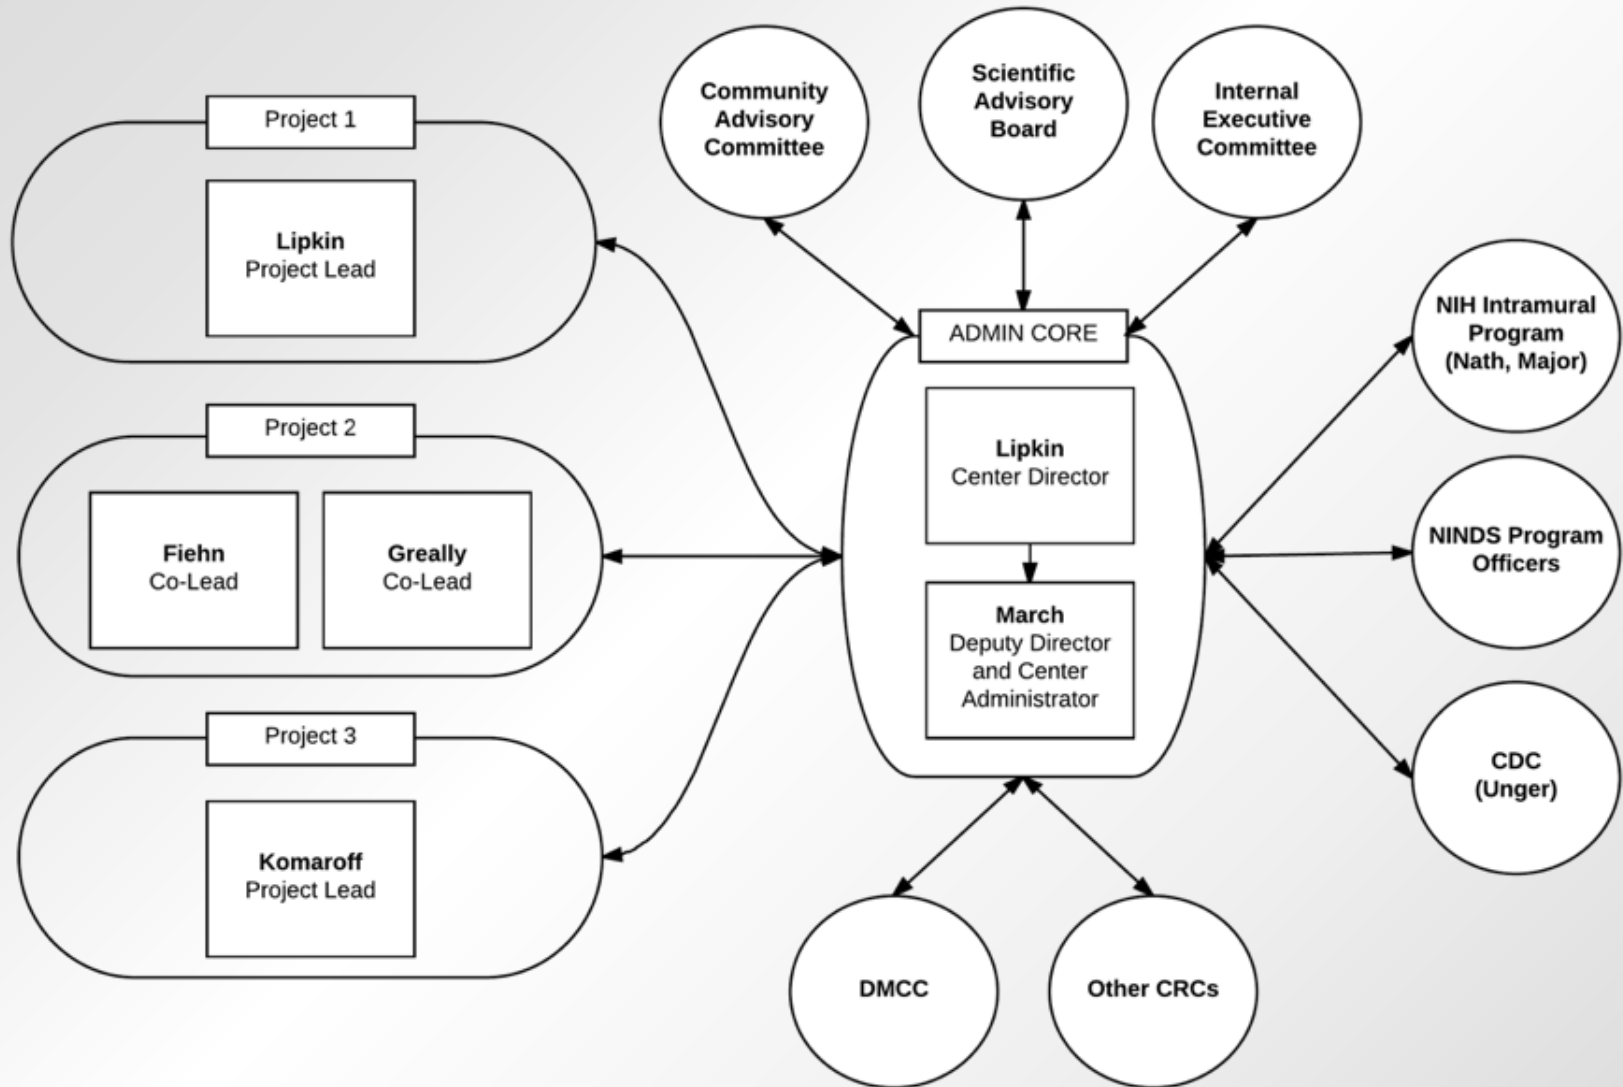 Project 1
Lipkin
Project Lead
Project 2
Fiehn
Co-Lead
Greally
Co-Lead
Project 3
Komaroff
Project Lead
Community
Advisory
Committee
Scientific
Advisory
Board
Internal
Executive
Committee
ADMIN CORE
Lipkin
Center Director
March
Deputy Director
and Center
Administrator
NIH Intramural
Program
(Nath, Major)
NINDS Program
Officers
CDC
(Unger)
DMCC
Other CRCs